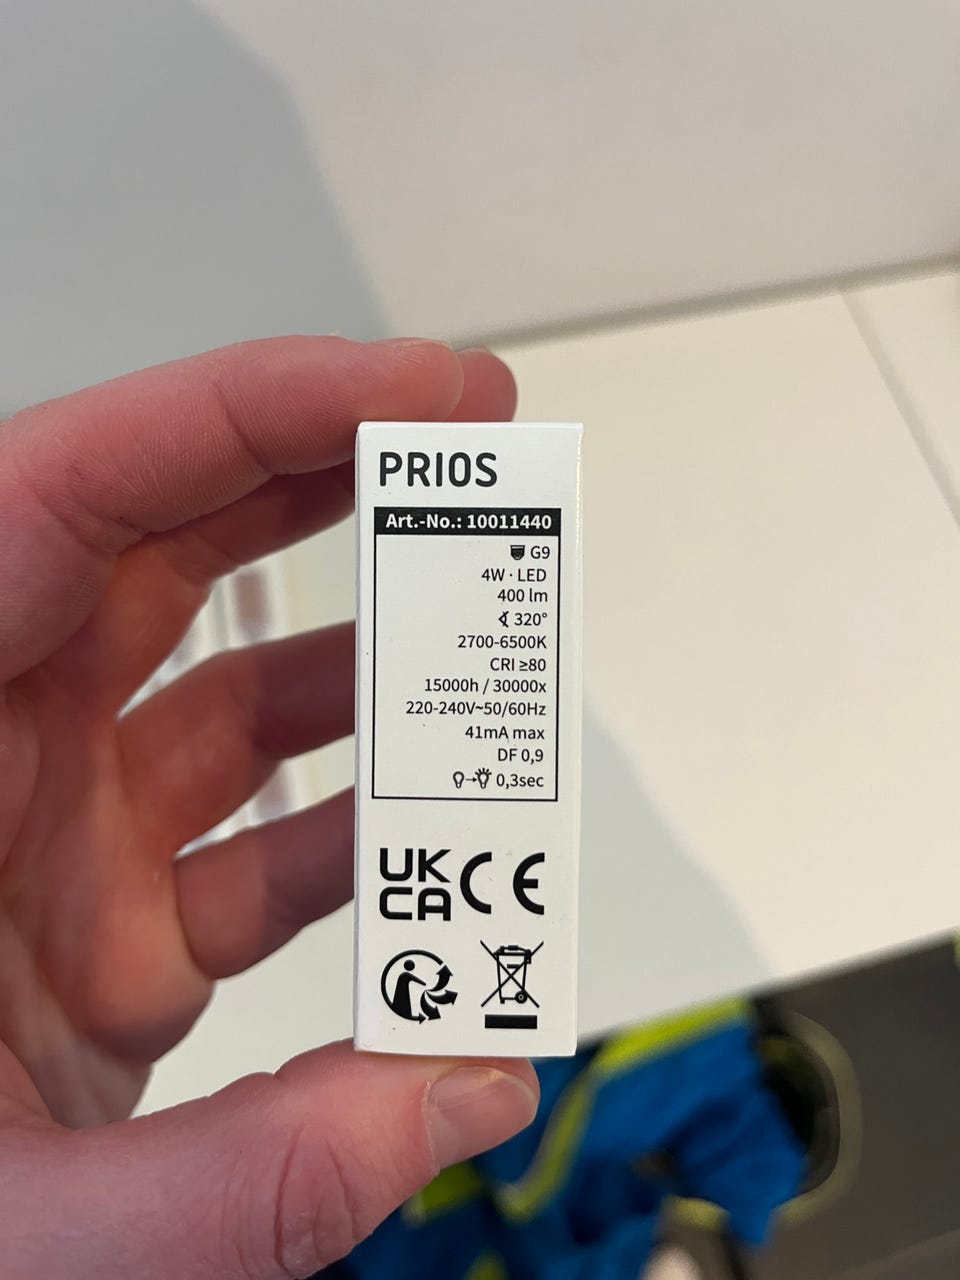 PRIOS
Art.-No.: 10011440
G9
4W · LED
400 lm
320°
2700-6500K
CRI ≥80
15000h / 30000x
220-240V~50/60Hz
41mA max
DF 0,9
0,3sec
UK
CA CE